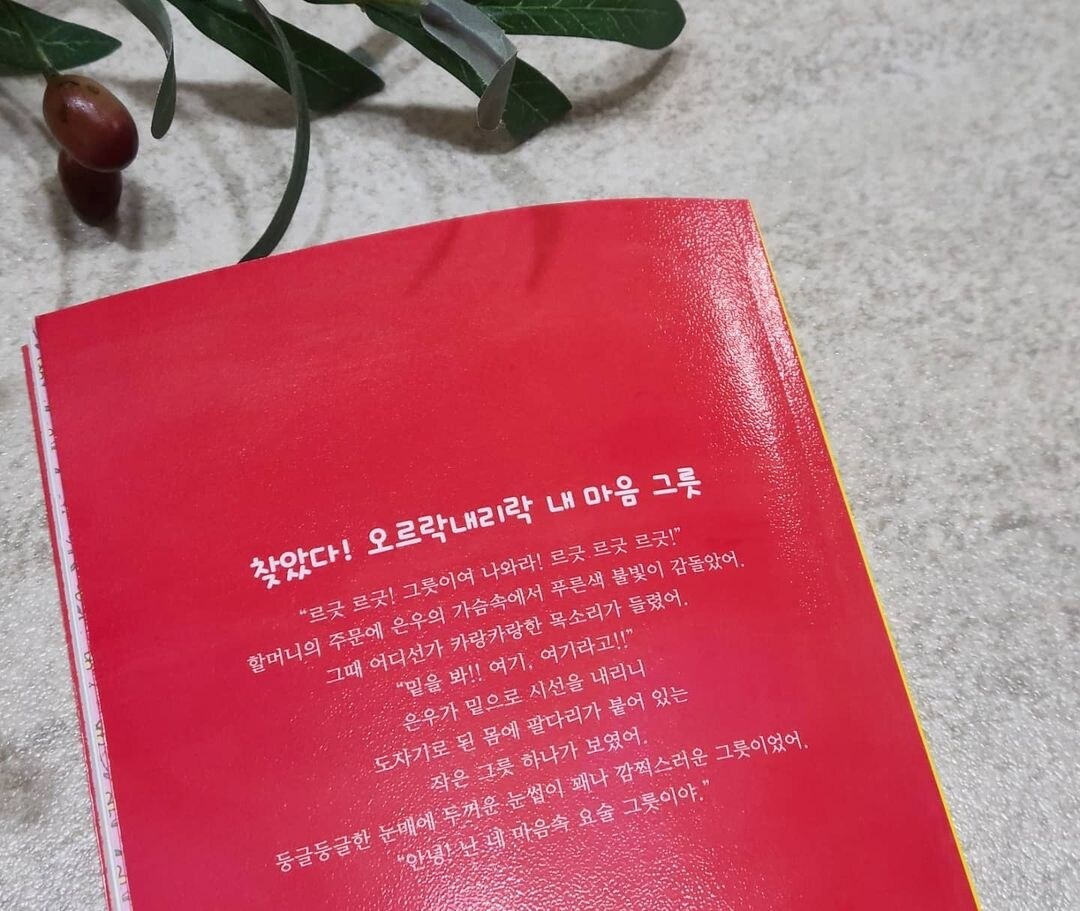 찾았다! 오르락내리락 내 마음 그릇
“르긋 르긋! 그릇이여 나와라! 르긋 르긋 르긋!”
할머니의 주문에 은우의 가슴속에서 푸른색 불빛이 감돌았어.
그때 어디선가 카랑카랑한 목소리가 들렸어.
“밑을 봐!! 여기, 여기라고!!”
은우가 밑으로 시선을 내리니
도자기로 된 몸에 팔다리가 붙어 있는
작은 그릇 하나가 보였어.
둥글둥글한 눈매에 두꺼운 눈썹이 꽤나 깜찍스러운 그릇이었어.
“안녕! 난 네 마음속 요술 그릇이야.”